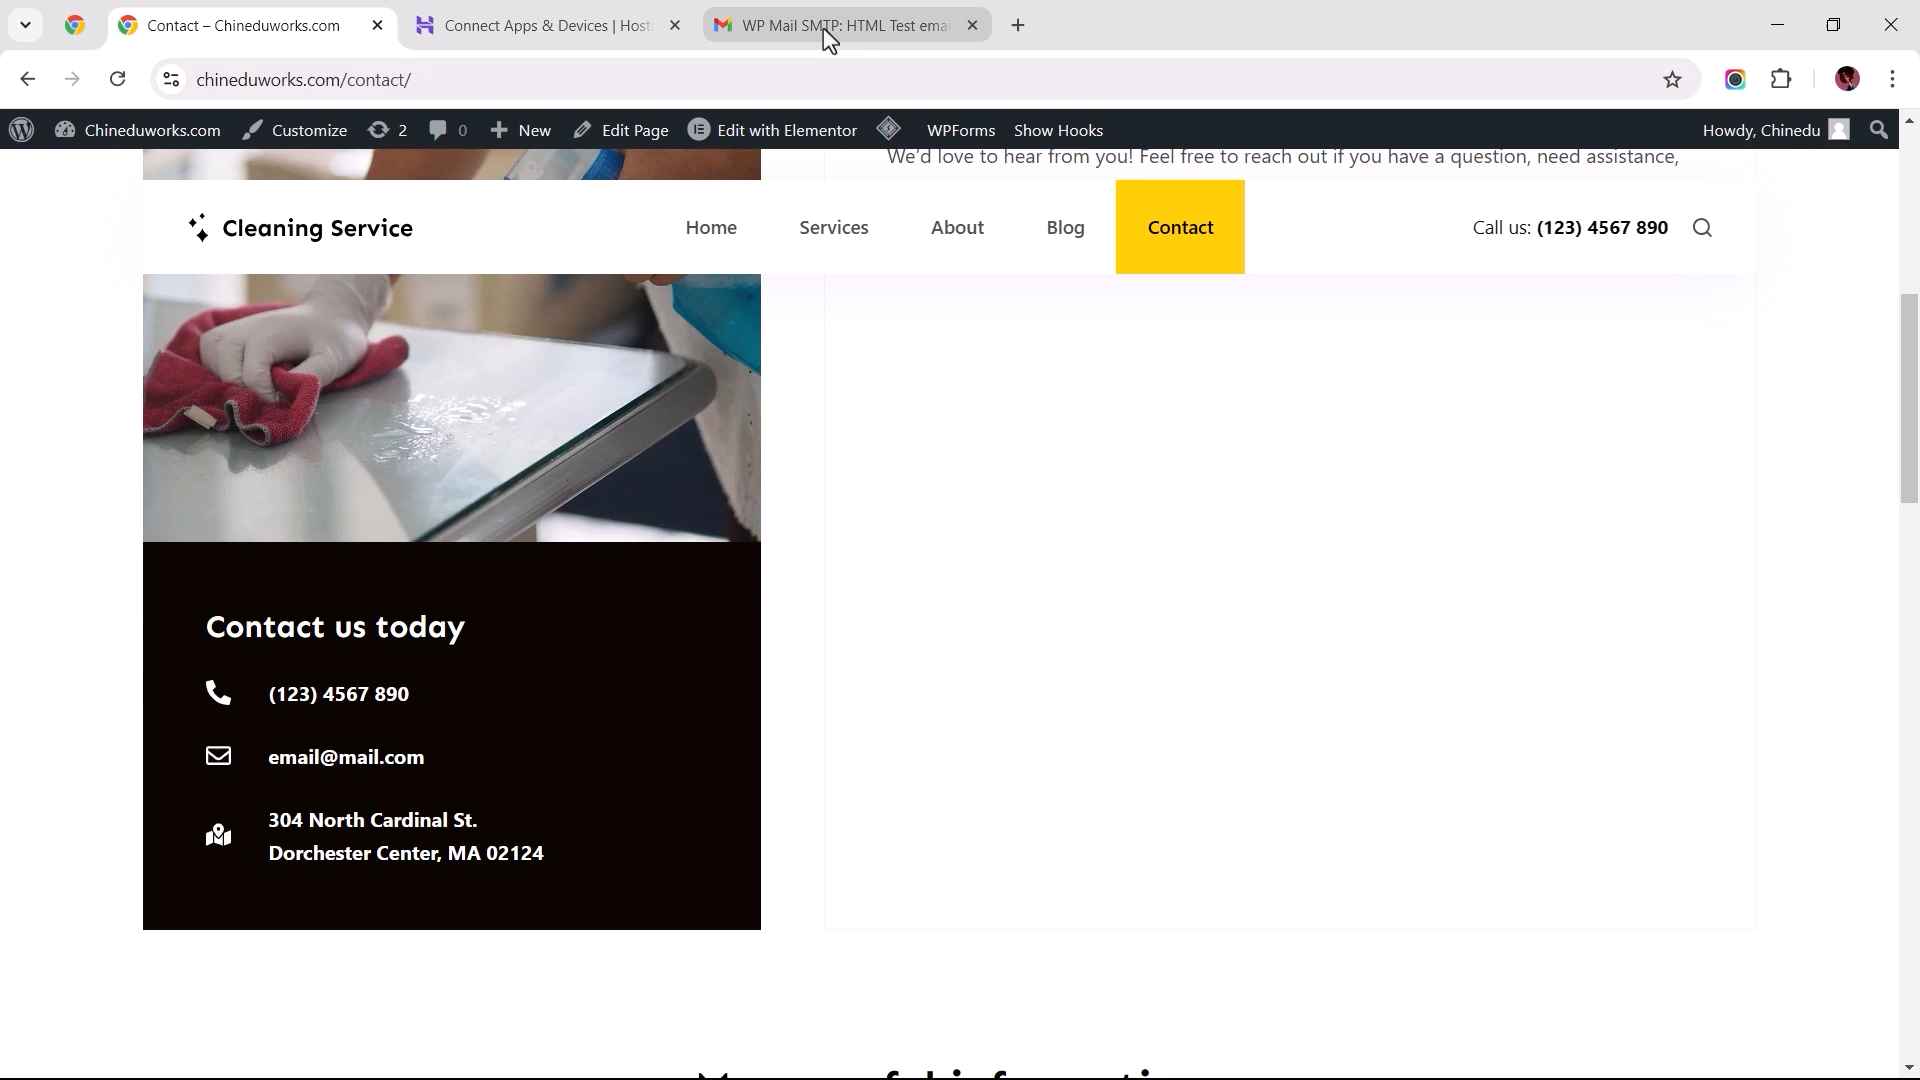 Contact – Chineduworks.com
Connect Apps & Devices | Host
WP Mail SMTP: HTML Test emai
chineduworks.com/contact/
Chineduworks.com
Customize
2
0
New
Edit Page
Edit with Elementor
WPForms
Show Hooks
Howdy, Chinedu
We'd love to hear from you! Feel free to reach out if you have a question, need assistance,
Cleaning Service
Home
Services
About
Blog
Contact
Call us: (123) 4567 890
Contact us today
(123) 4567 890
email@mail.com
304 North Cardinal St.
Dorchester Center, MA 02124